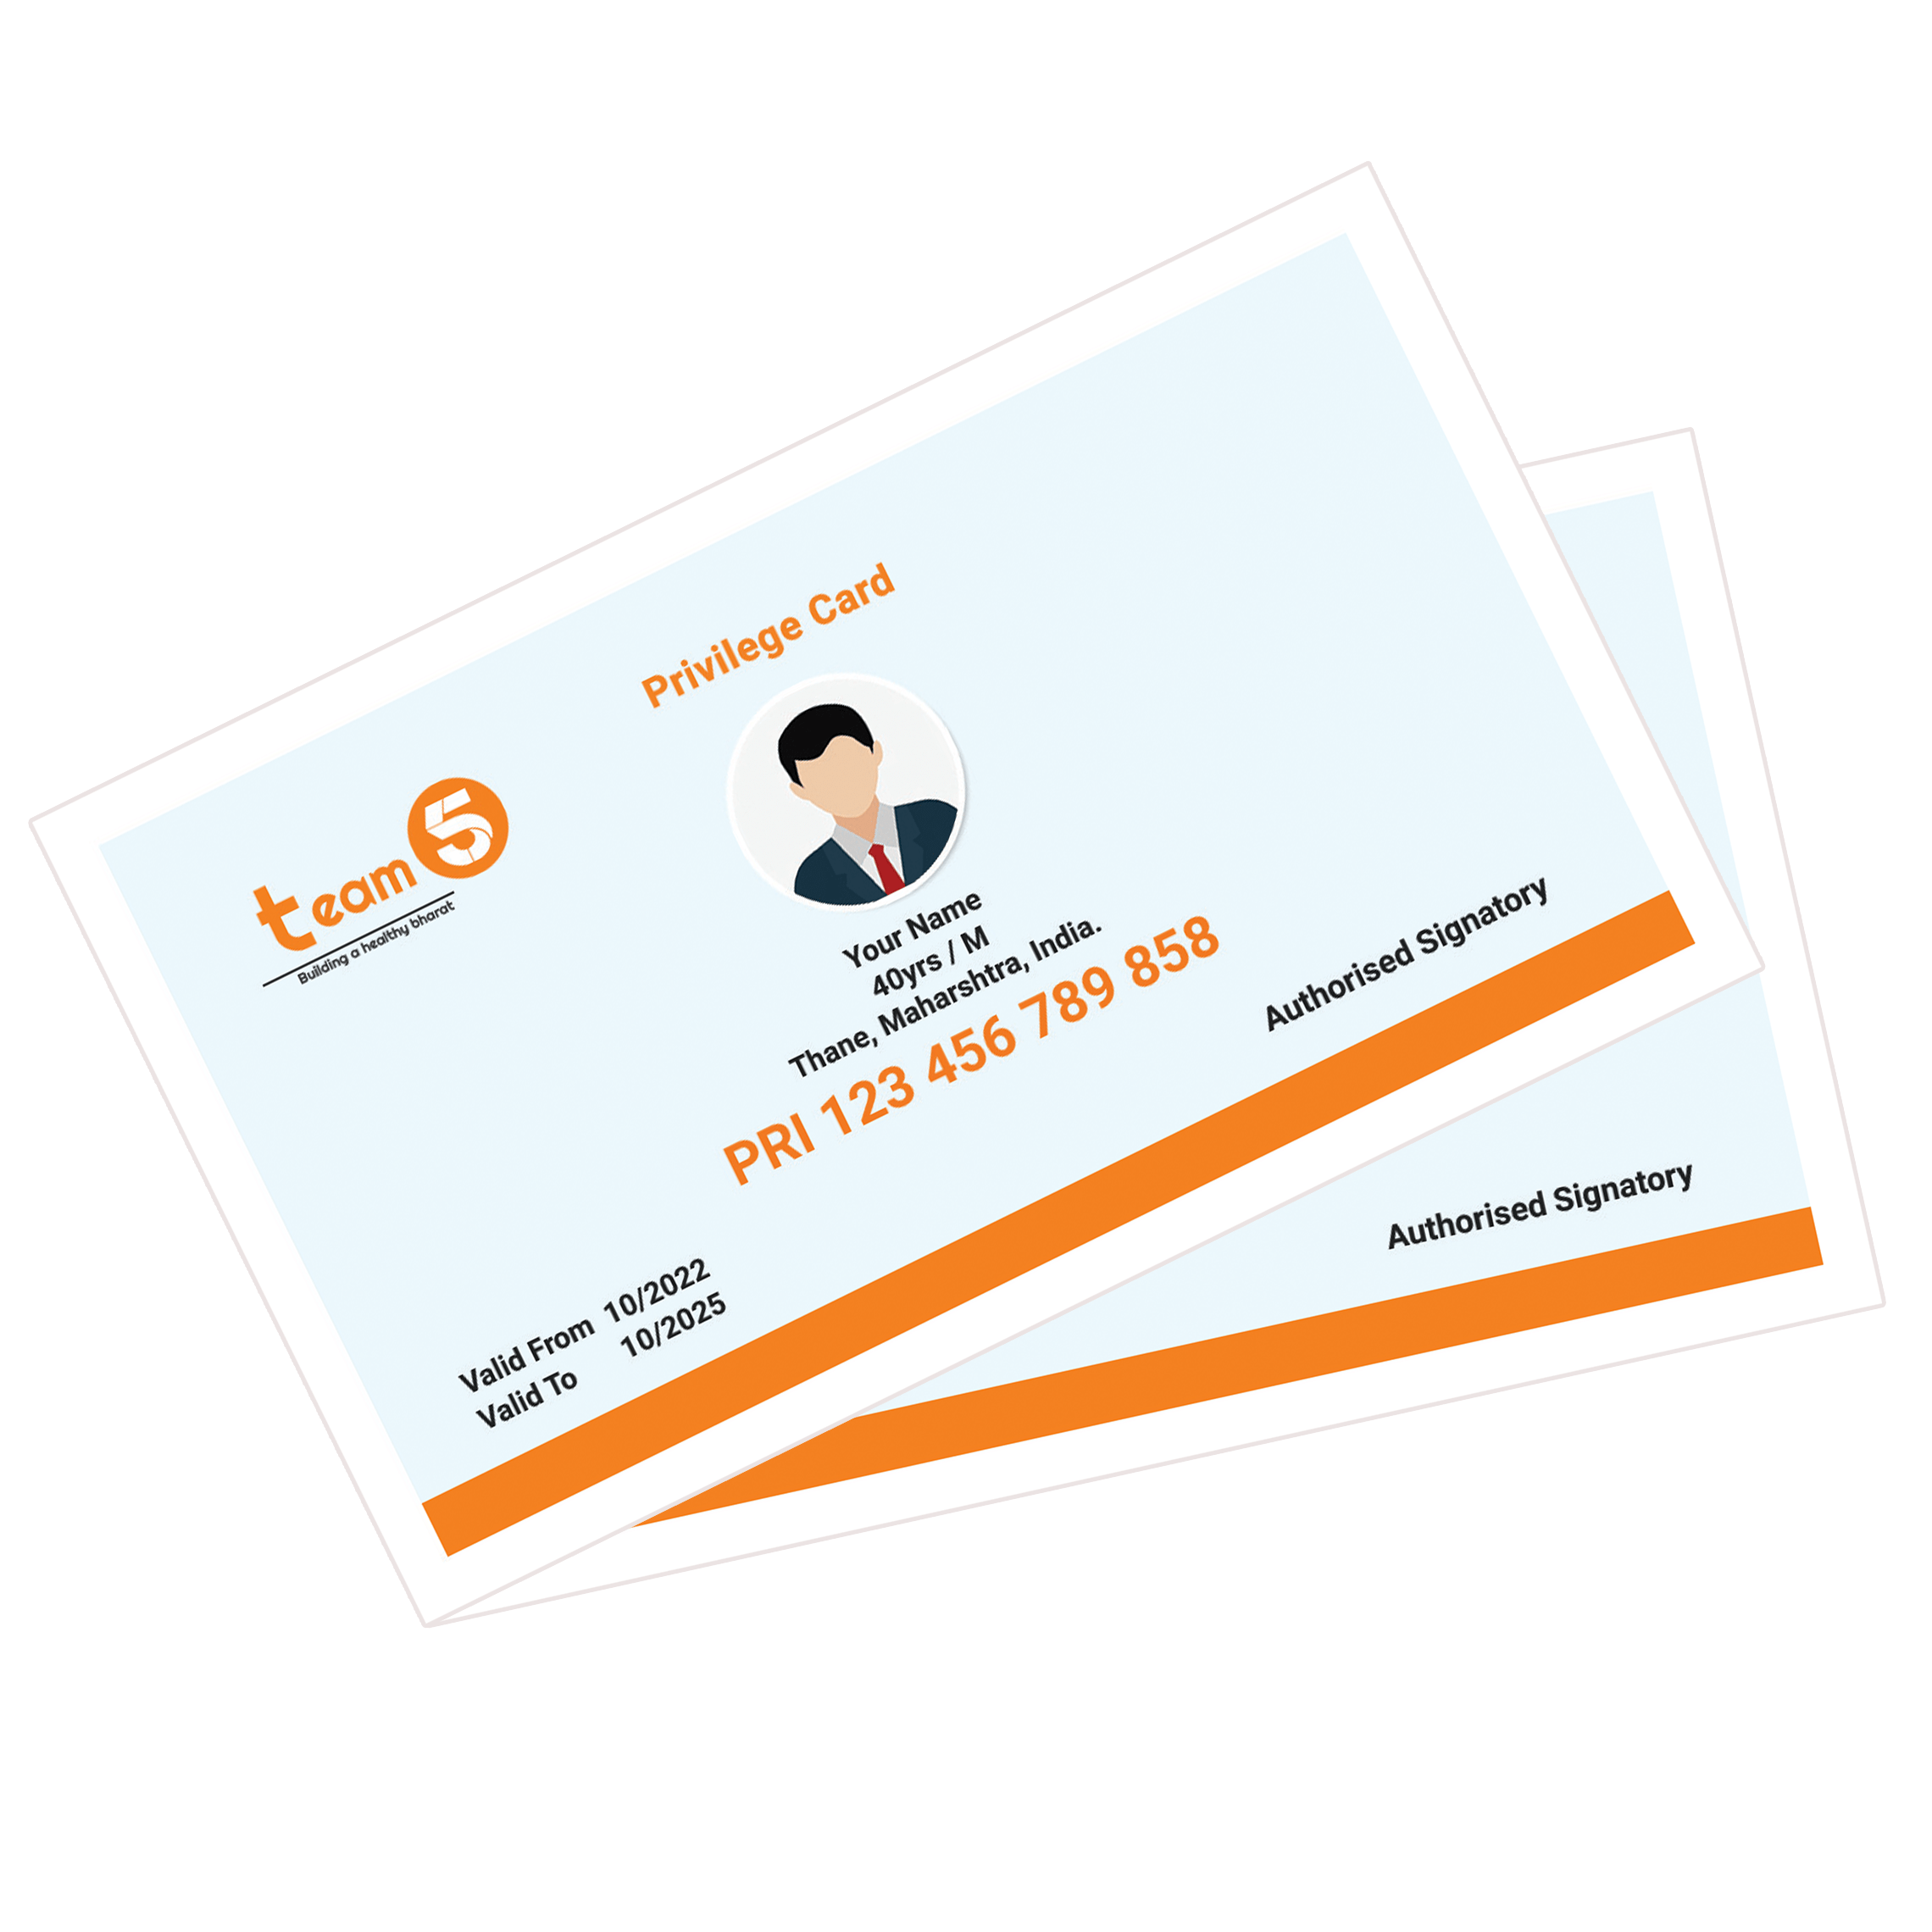 Privilege Card
team 5
Building a healthy bharat
Your Name
40yrs / M
Thane, Maharshtra, India.
PRI 123 456 789 858
Authorised Signatory
Valid From 10/2022
Valid To 10/2025
Authorised Signatory